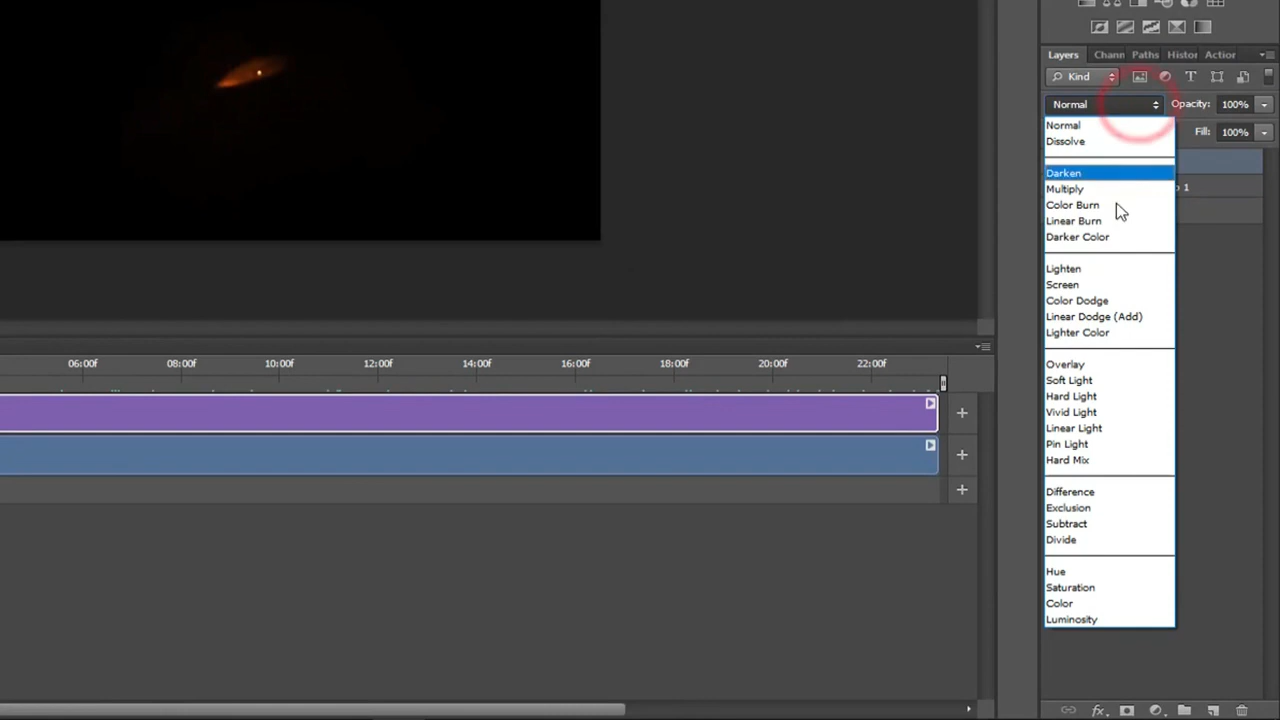 Layers Chann Paths Histor Action
Kind T
Normal Opacity: 100%
Normal Fill: 100%
Dissolve
Darken
p 1
Multiply
Color Burn
Linear Burn
Darker Color
Lighten
Screen
Color Dodge
Linear Dodge (Add)
Lighter Color
06:00f 08:00f 10:00f 12:00f 14:00f 16:00f 18:00f 20:00f 22:00f
Overlay
Soft Light
Hard Light
Vivid Light
Linear Light
Pin Light
Hard Mix
Difference
Exclusion
Subtract
Divide
Hue
Saturation
Color
Luminosity
fx